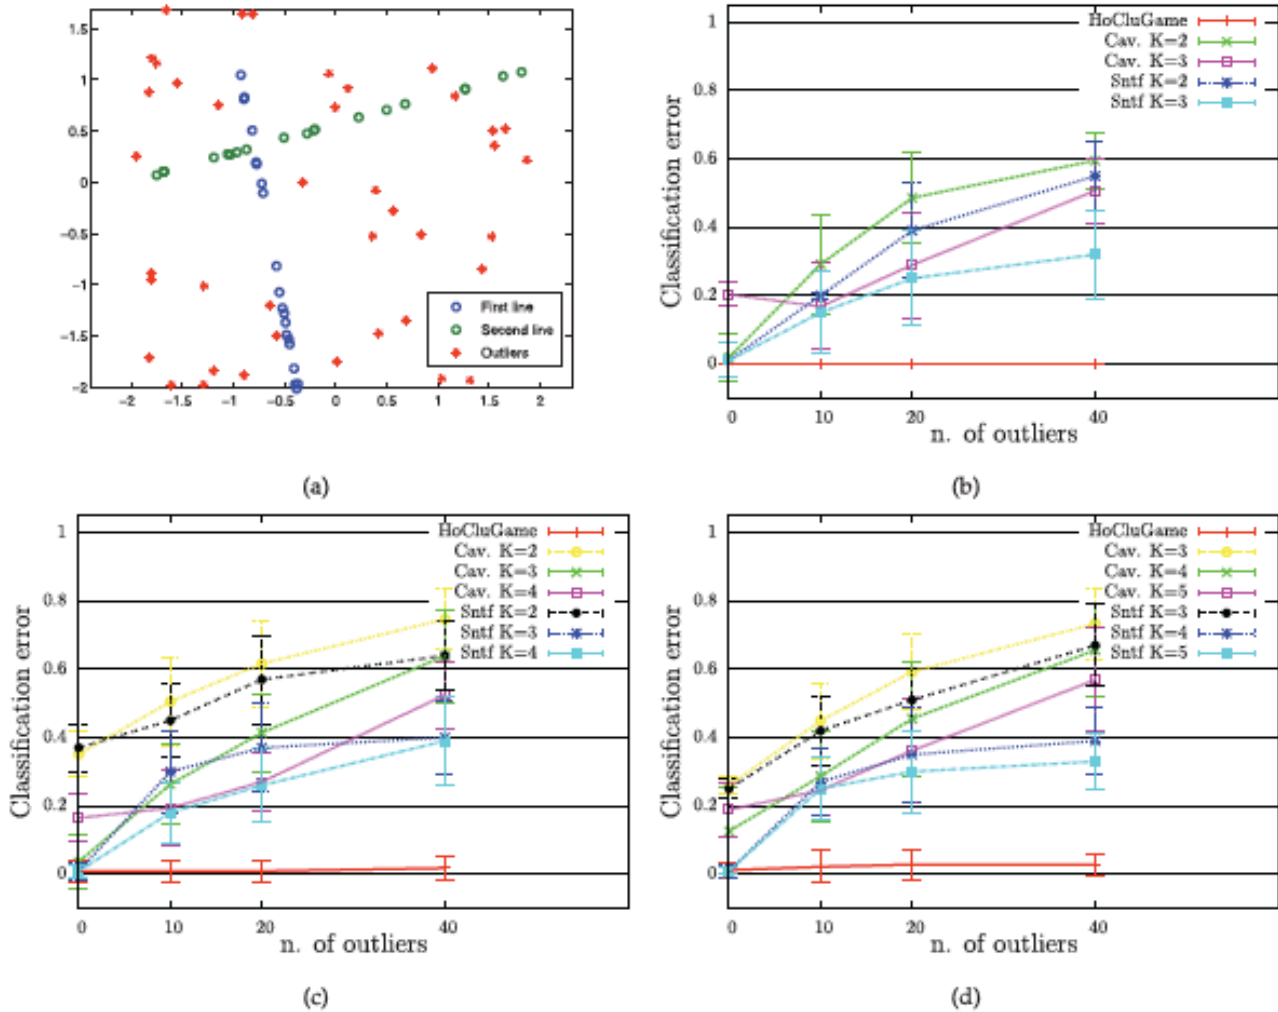 1.5
1
0.5
0
−0.5
−1
−1.5
−2
−2 −1.5 −1 −0.5 0 0.5 1 1.5 2
First line
Second line
Outliers
(a)
HoCluGame
Cav. K=2
Cav. K=3
Sntf K=2
Sntf K=3
Classification error
1
0.8
0.6
0.4
0.2
0
0 10 20 40
n. of outliers
(b)
HoCluGame
Cav. K=2
Cav. K=3
Cav. K=4
Sntf K=2
Sntf K=3
Sntf K=4
Classification error
1
0.8
0.6
0.4
0.2
0
0 10 20 40
n. of outliers
(c)
HoCluGame
Cav. K=3
Cav. K=4
Cav. K=5
Sntf K=3
Sntf K=4
Sntf K=5
Classification error
1
0.8
0.6
0.4
0.2
0
0 10 20 40
n. of outliers
(d)